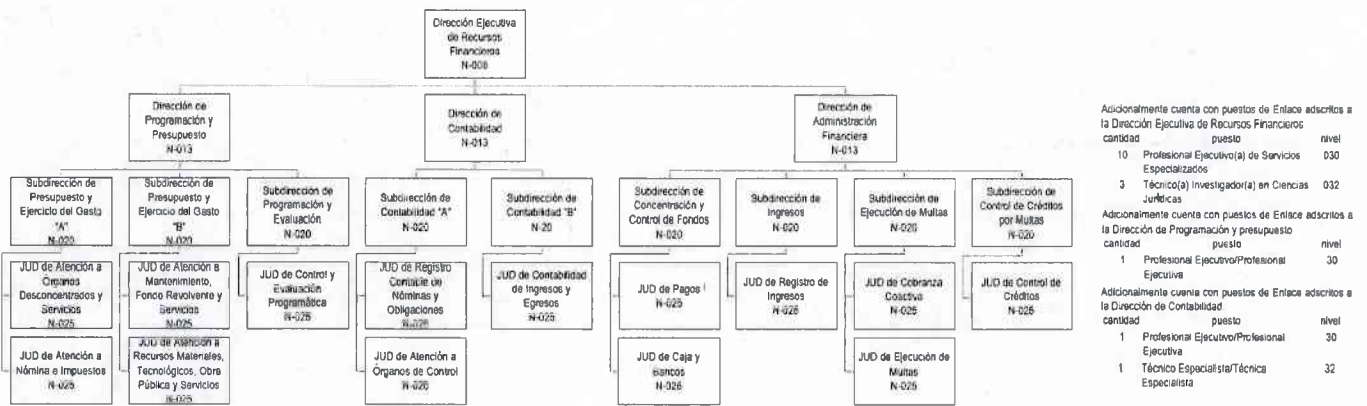 Dirección Ejecutiva
de Recursos
Financieros
N-008
Dirección de
Programación y
Presupuesto
N-013
Dirección de
Contabilidad
N-013
Dirección de
Administración
Financiera
N-013
Subdirección de
Presupuesto y
Ejercicio del Gasto
"A"
N-020
Subdirección de
Presupuesto y
Ejercicio del Gasto
"B"
N-020
Subdirección de
Programación y
Evaluación
N-020
Subdirección de
Contabilidad "A"
N-020
Subdirección de
Contabilidad "B"
N-20
Subdirección de
Concentración y
Control de Fondos
N-020
Subdirección de
Ingresos
N-020
Subdirección de
Ejecución de Multas
N-020
Subdirección de
Control de Créditos
por Multas
N-020
JUD de Atención a
Órganos
Desconcentrados y
Servicios
N-025
JUD de Atención a
Mantenimiento,
Fondo Revolvente y
Servicios
N-025
JUD de Control y
Evaluación
Programática
N-025
JUD de Registro
Contable de
Nóminas y
Obligaciones
N-025
JUD de Contabilidad
de Ingresos y
Egresos
N-025
JUD de Pagos
N-025
JUD de Registro de
Ingresos
N-025
JUD de Cobranza
Coactiva
N-025
JUD de Control de
Créditos
N-025
JUD de Atención a
Nómina e Impuestos
N-025
JUD de Atención a
Recursos Materiales,
Tecnológicos, Obra
Pública y Servicios
N-025
JUD de Atención a
Órganos de Control
N-026
JUD de Caja y
Bancos
N-026
JUD de Ejecución de
Multas
N-025
Adicionalmente cuenta con puestos de Enlace adscritos a
la Dirección Ejecutiva de Recursos Financieros
cantidad puesto nivel
10 Profesional Ejecutivo(a) de Servicios 030
Especializados
3 Técnico(a) Investigador(a) en Ciencias 032
Jurídicas
Adicionalmente cuenta con puestos de Enlace adscritos a
la Dirección de Programación y presupuesto
cantidad puesto nivel
1 Profesional Ejecutivo/Profesional 30
Ejecutiva
Adicionalmente cuenta con puestos de Enlace adscritos a
la Dirección de Contabilidad
cantidad puesto nivel
1 Profesional Ejecutivo/Profesional 30
Ejecutiva
1 Técnico Especialista/Técnica 32
Especialista